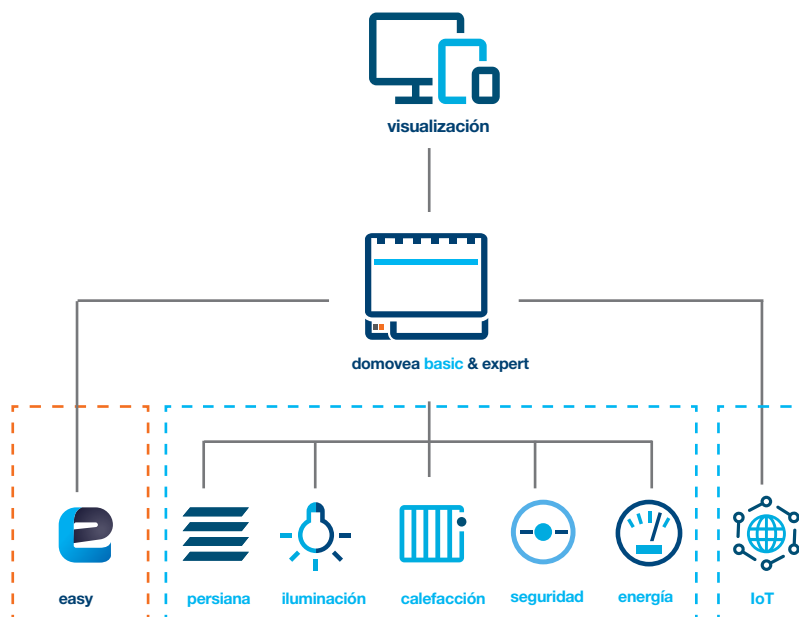 visualización
domovea basic & expert
easy
persiana
iluminación
calefacción
seguridad
energía
IoT